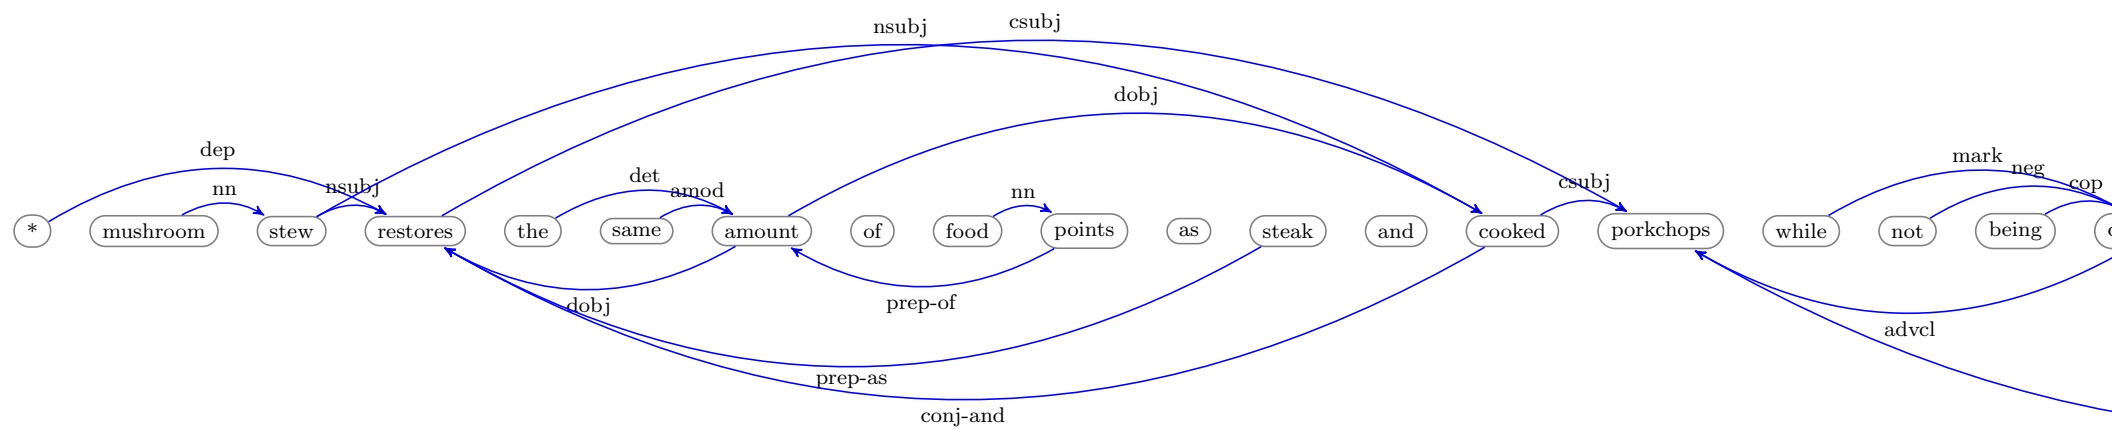 nsubj csubj
dobj
dep mark
nn nsubj det amod nn csubj neg cop
* mushroom stew restores the same amount of food points as steak and cooked porkchops while not being
dobj prep-of
advcl
prep-as
conj-and